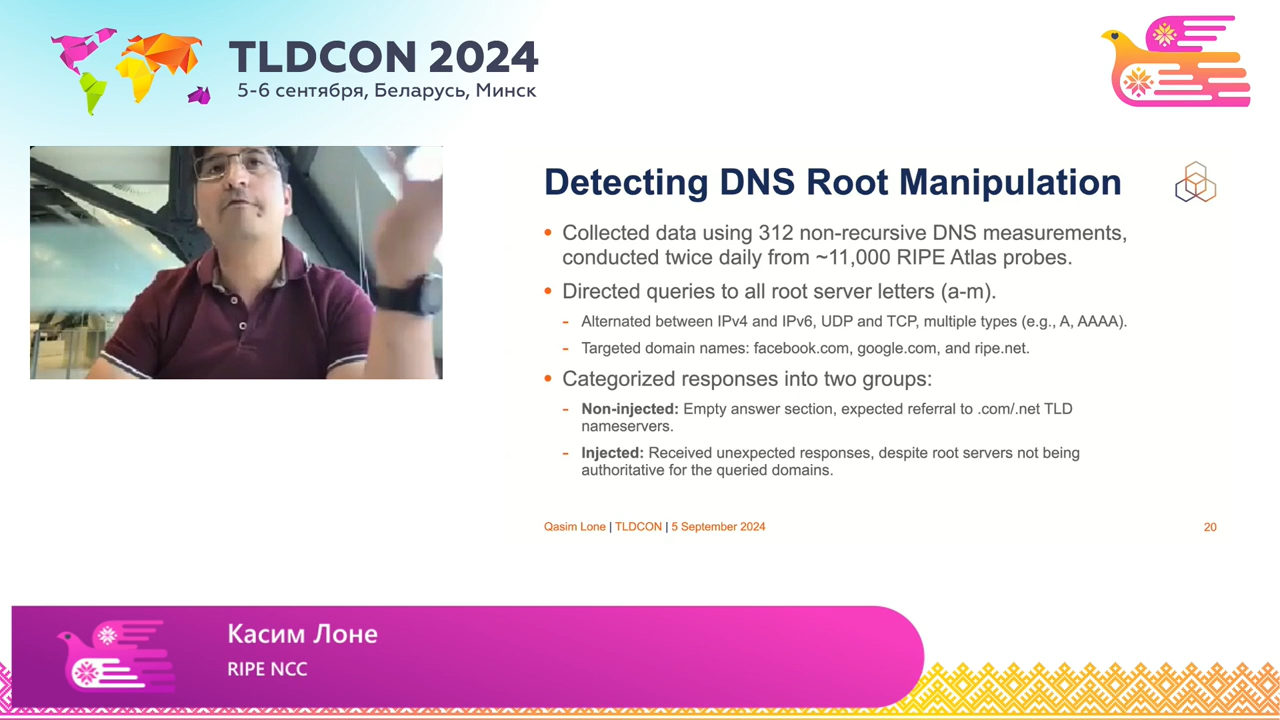 TLDCON 2024
5-6 сентября, Беларусь, Минск
Detecting DNS Root Manipulation
• Collected data using 312 non-recursive DNS measurements,
conducted twice daily from ~11,000 RIPE Atlas probes.
• Directed queries to all root server letters (a-m).
- Alternated between IPv4 and IPv6, UDP and TCP, multiple types (e.g., A, AAAA).
- Targeted domain names: facebook.com, google.com, and ripe.net.
• Categorized responses into two groups:
- Non-injected: Empty answer section, expected referral to .com/.net TLD
nameservers.
- Injected: Received unexpected responses, despite root servers not being
authoritative for the queried domains.
Qasim Lone | TLDCON | 5 September 2024
20
Касим Лоне
RIPE NCC